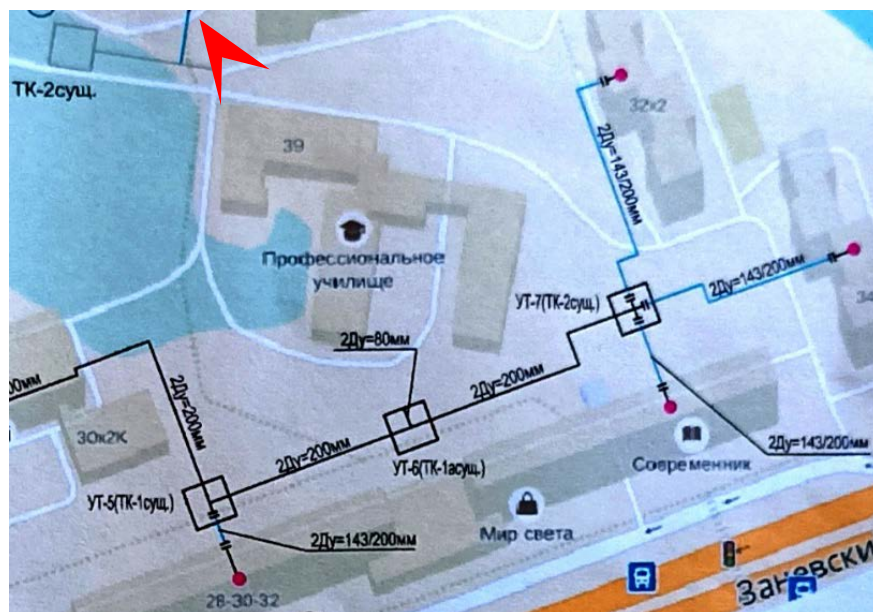 ТК-2сущ.
32к2
39
2Ду=143/200мм
Профессиональное
училище
2Ду=143/200мм
УТ-7(ТК-2сущ.)
34
2Ду=80мм
2Ду=200мм
2Ду=200мм
30к2К
2Ду=200мм
УТ-6(ТК-1асущ.)
2Ду=143/200мм
Современник
УТ-5(ТК-1сущ.)
Мир света
2Ду=143/200мм
28-30-32